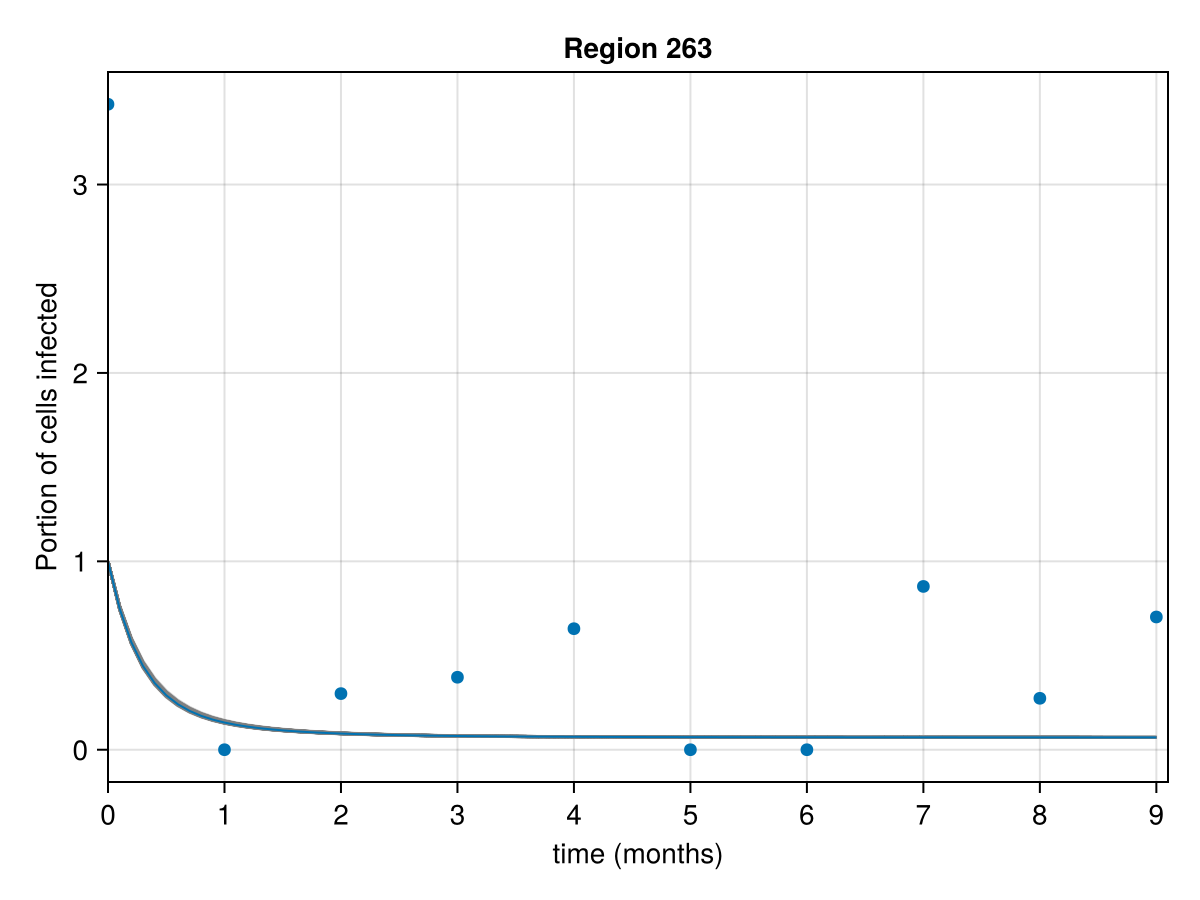 Region 263
Portion of cells infected
3
2
1
0
0 1 2 3 4 5 6 7 8 9
time (months)